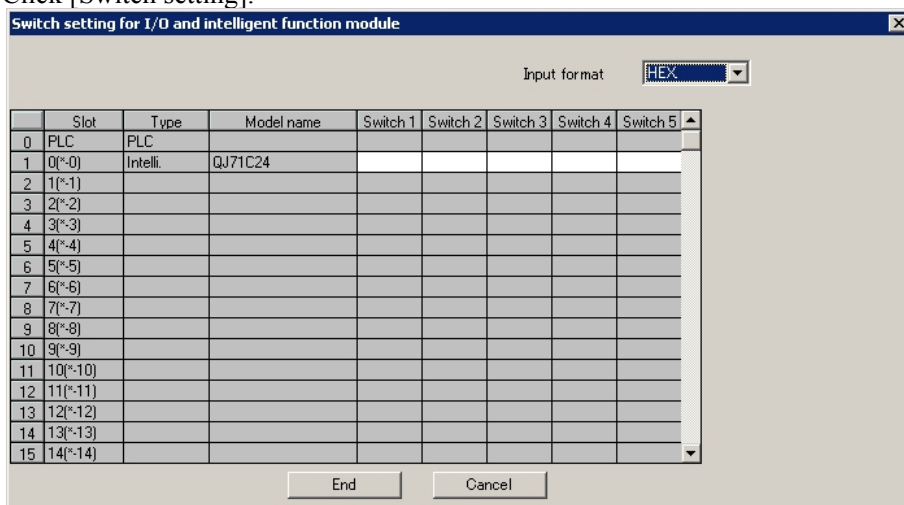 Click [Switch setting].
Switch setting for I/O and intelligent function module
Input format HEX
Slot Type Model name Switch 1 Switch 2 Switch 3 Switch 4 Switch 5
0 PLC PLC
1 0(*-0) Intelli. QJ71C24
2 1(*-1)
3 2(*-2)
4 3(*-3)
5 4(*-4)
6 5(*-5)
7 6(*-6)
8 7(*-7)
9 8(*-8)
10 9(*-9)
11 10(*-10)
12 11(*-11)
13 12(*-12)
14 13(*-13)
15 14(*-14)
End Cancel